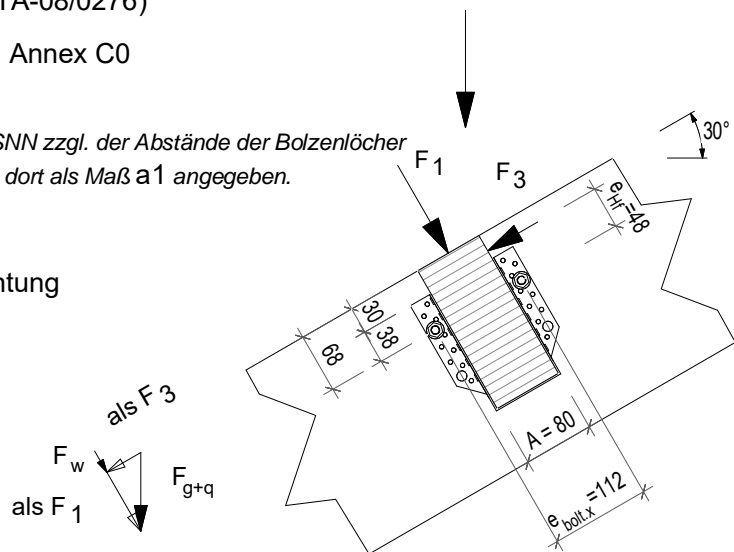 TA-08/0276)
Annex C0
SNN zzgl. der Abstände der Bolzenlöcher
dort als Maß a1 angegeben.
F1
F3
30°
eHf=48
ntung
30
38
68
als F3
Fw
Fg+q
als F1
A = 80
ebolt.x=112